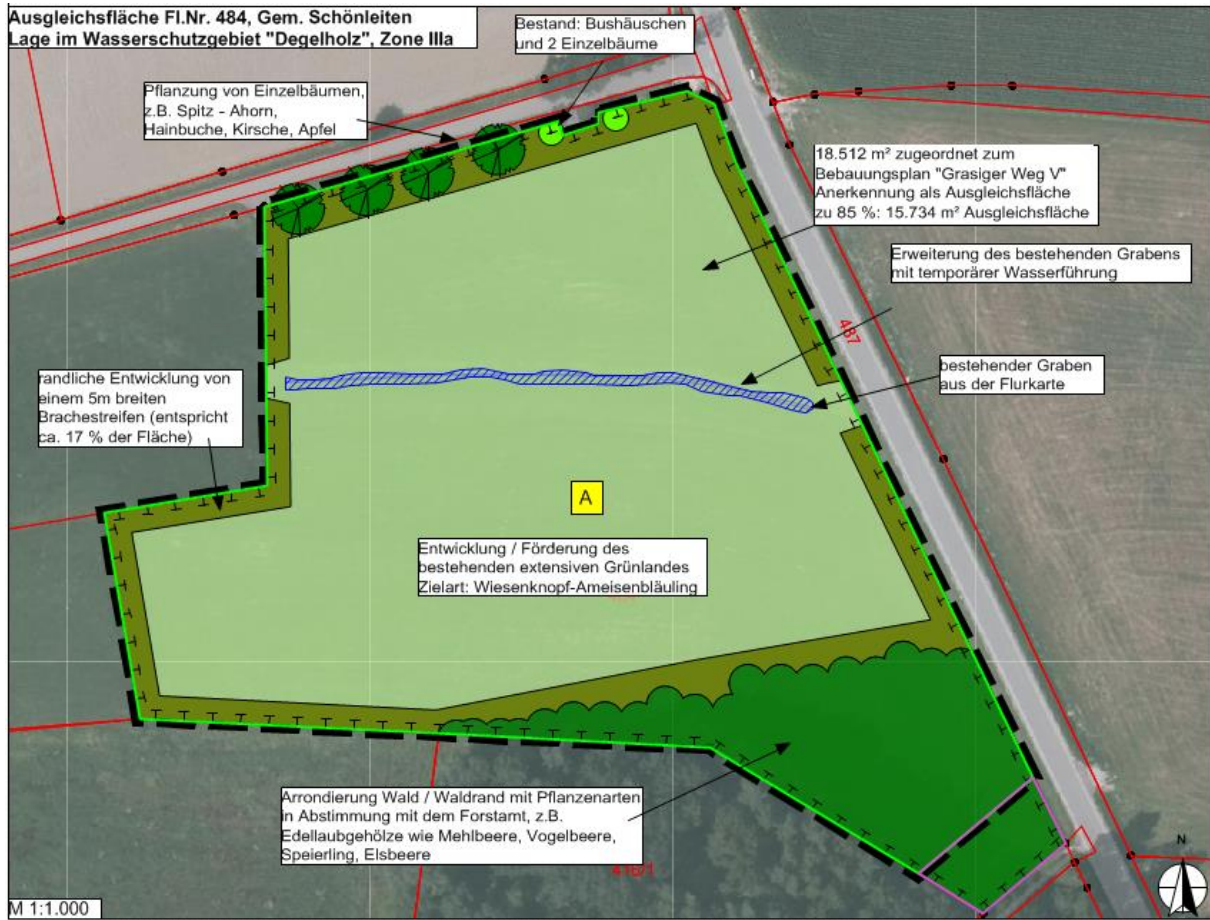 Ausgleichsfläche Fl.Nr. 484, Gem. Schönleiten
Lage im Wasserschutzgebiet "Degelholz", Zone IIIa
Bestand: Bushäuschen
und 2 Einzelbäume
Pflanzung von Einzelbäumen,
z.B. Spitz - Ahorn,
Hainbuche, Kirsche, Apfel
18.512 m² zugeordnet zum
Bebauungsplan "Grasiger Weg V"
Anerkennung als Ausgleichsfläche
zu 85 %: 15.734 m² Ausgleichsfläche
Erweiterung des bestehenden Grabens
mit temporärer Wasserführung
487
bestehender Graben
aus der Flurkarte
randliche Entwicklung von
einem 5m breiten
Brachestreifen (entspricht
ca. 17 % der Fläche)
A
Entwicklung / Förderung des
bestehenden extensiven Grünlandes
Zielart: Wiesenknopf-Ameisenbläuling
Arrondierung Wald / Waldrand mit Pflanzenarten
in Abstimmung mit dem Forstamt, z.B.
Edellaubgehölze wie Mehlbeere, Vogelbeere,
Speierling, Elsbeere
N
M 1:1.000